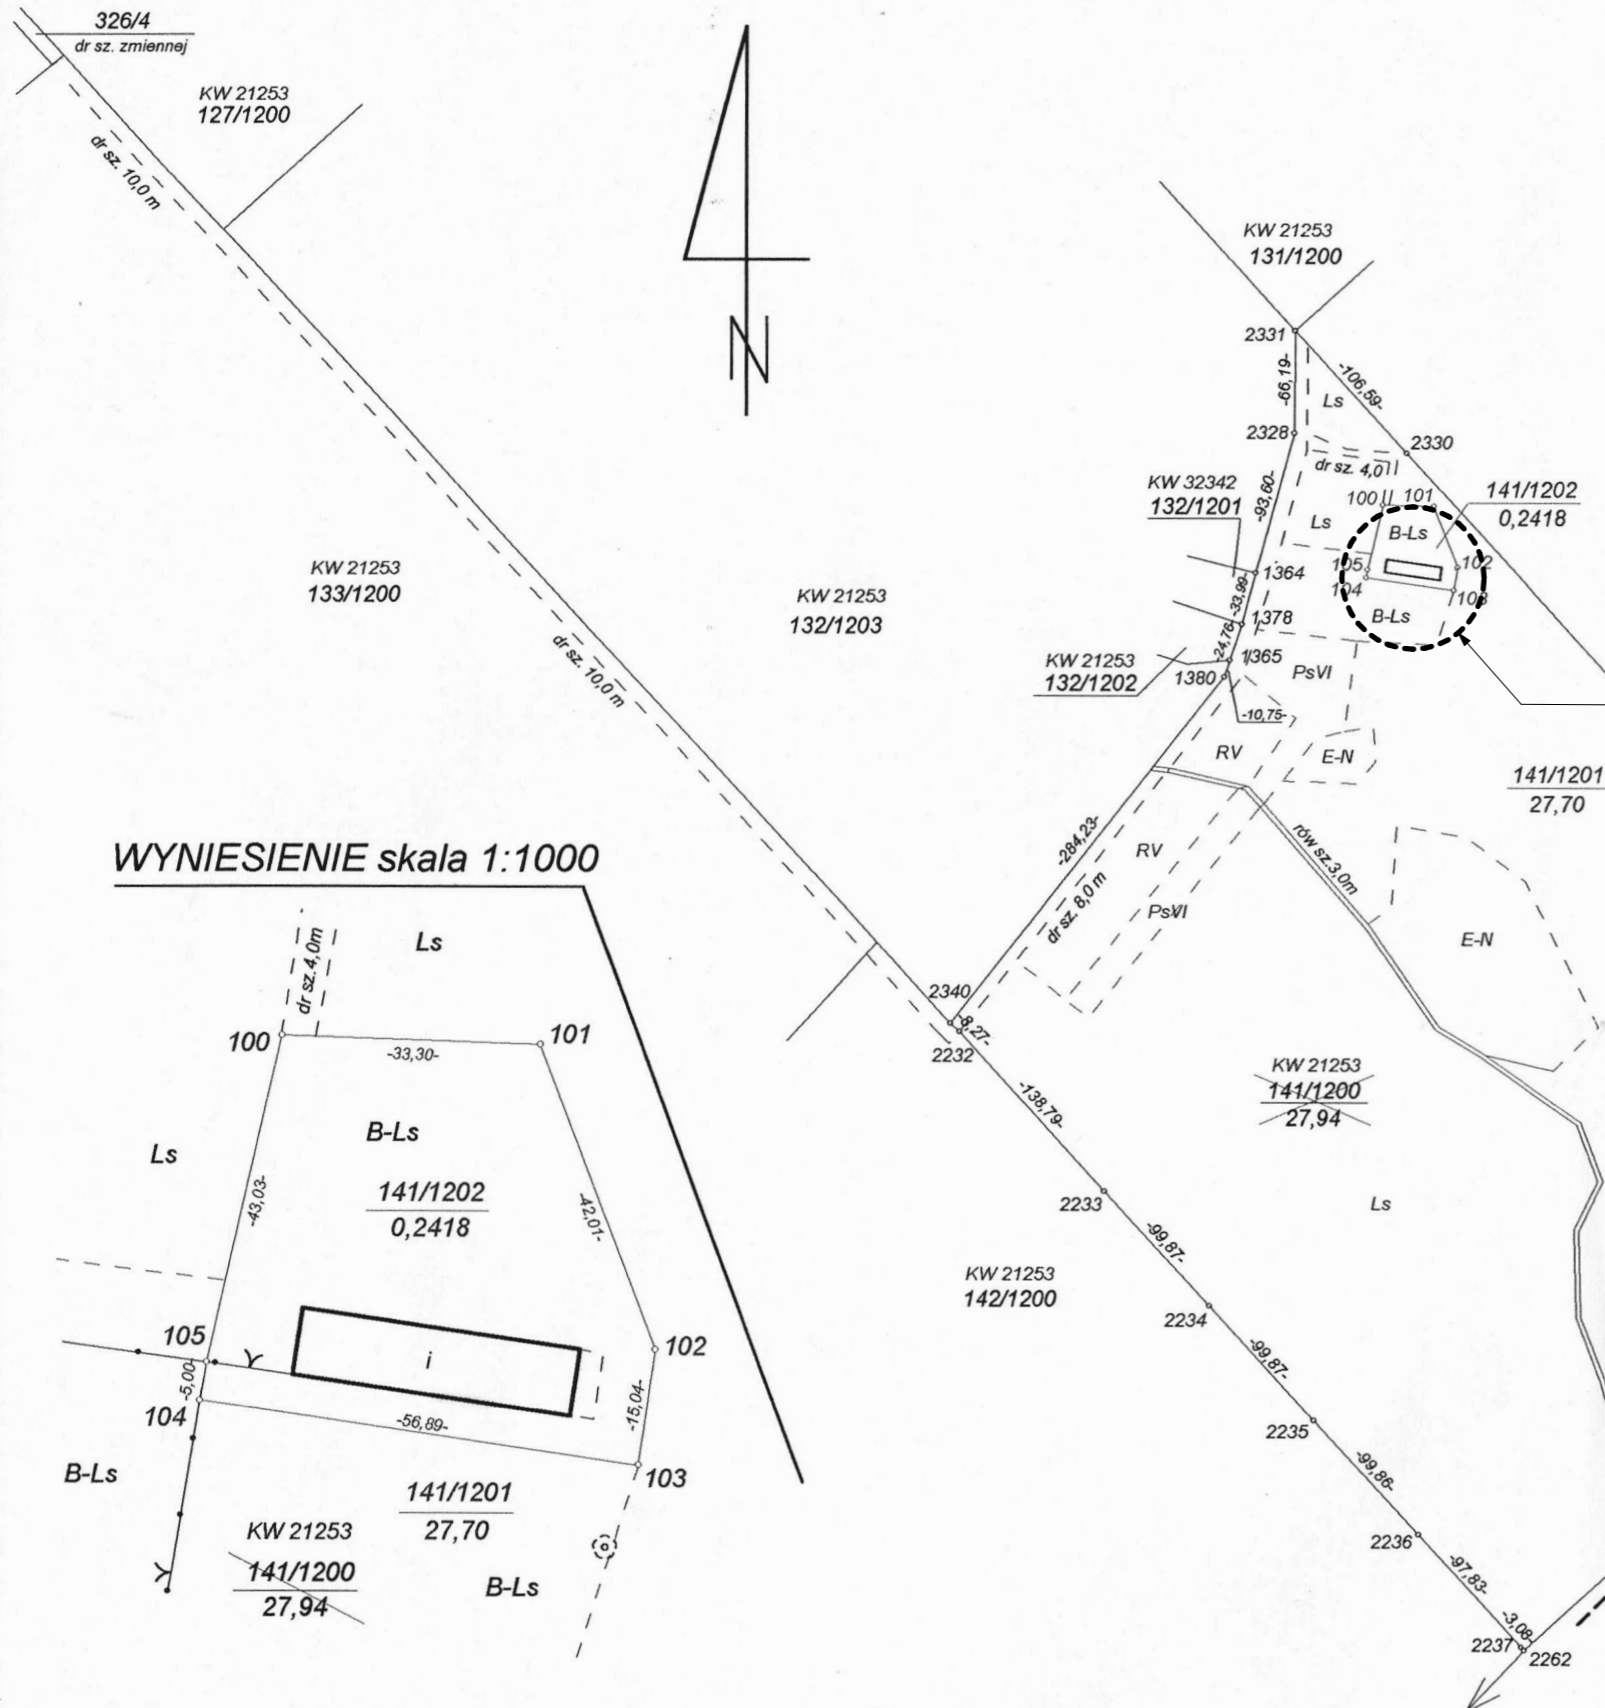 326/4
dr sz. zmiennej
KW 21253
127/1200
dr sz. 10,0 m
N
KW 21253
131/1200
2331
-66,19-
-106,59-
Ls
2328
2330
dr sz. 4,0
KW 32342
132/1201
-93,60-
100
101
141/1202
0,2418
Ls
B-Ls
105
102
104
103
1364
B-Ls
-33,99-
1378
-24,76-
1365
KW 21253
132/1202
1380
PsVI
-10,75-
RV
E-N
141/1201
27,70
KW 21253
133/1200
KW 21253
132/1203
dr sz. 10,0 m
-284,23-
RV
rów sz.3,0m
dr sz. 8,0 m
PsVI
E-N
2340
-8,27-
2232
-138,79-
KW 21253
141/1200
27,94
2233
Ls
-99,87-
KW 21253
142/1200
2234
-99,87-
2235
-99,86-
2236
-97,83-
-3,08-
2237
2262
WYNIESIENIE skala 1:1000
dr sz.4,0m
Ls
100
101
-33,30-
B-Ls
Ls
141/1202
0,2418
-43,03-
-42,01-
105
102
i
-5,00-
104
-56,89-
-15,04-
103
B-Ls
141/1201
27,70
KW 21253
141/1200
27,94
B-Ls